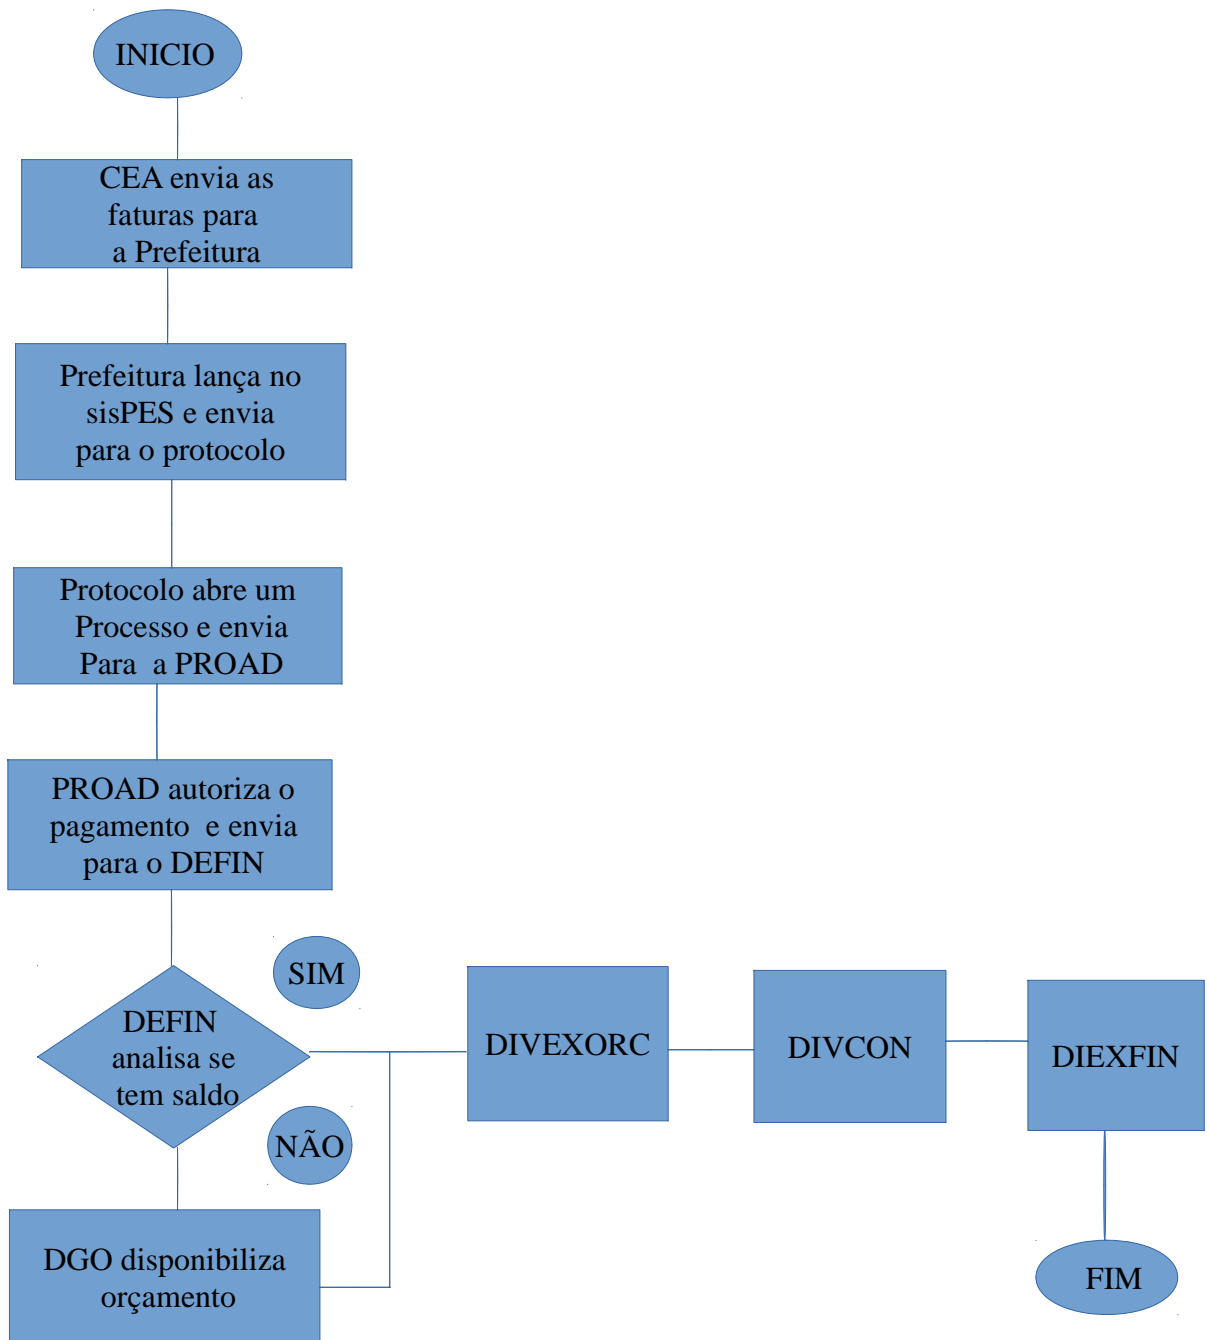 INICIO
CEA envia as
faturas para
a Prefeitura
Prefeitura lança no
sisPES e envia
para o protocolo
Protocolo abre um
Processo e envia
Para a PROAD
PROAD autoriza o
pagamento e envia
para o DEFIN
SIM
DEFIN
analisa se
tem saldo
DIVEXORC
DIVCON
DIEXFIN
NÃO
DGO disponibiliza
orçamento
FIM